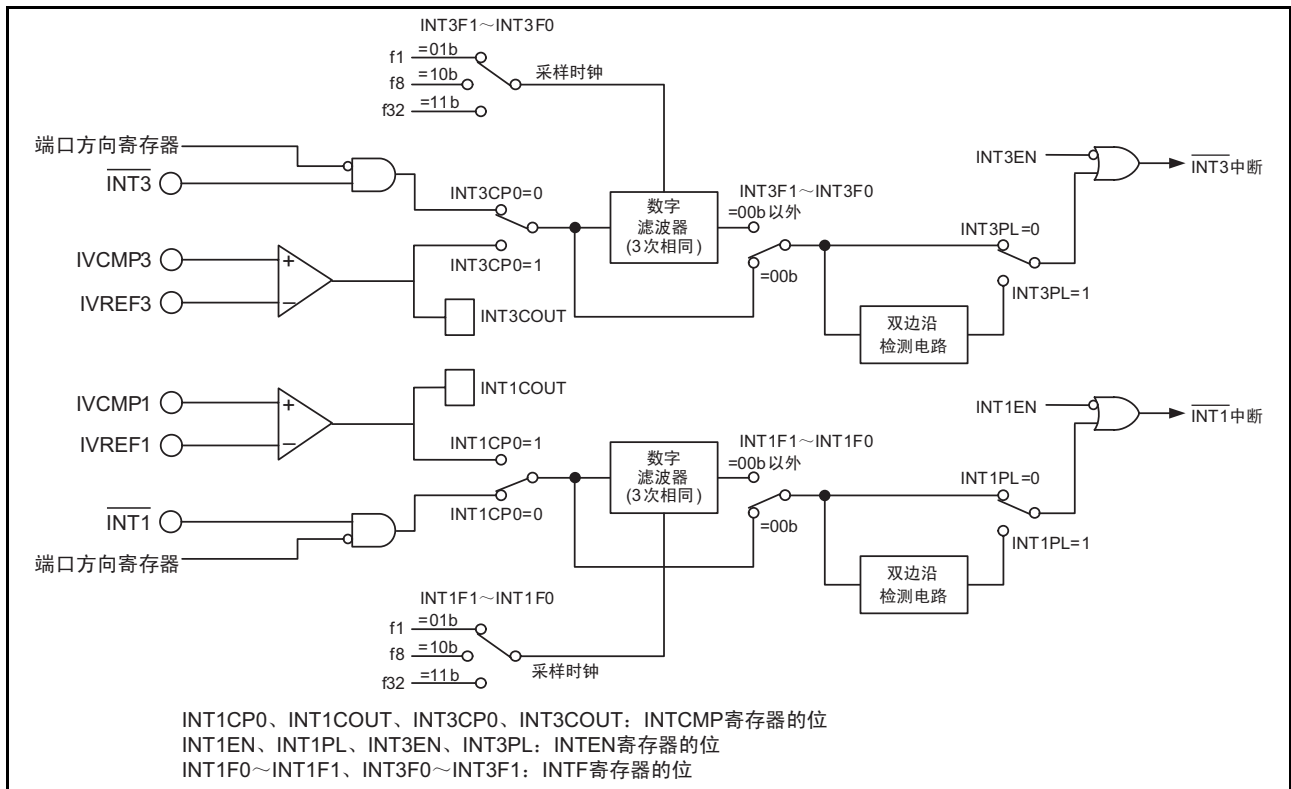 INT3F1～INT3F0
f1 =01b
f8 =10b
f32 =11b
采样时钟
端口方向寄存器
INT3
IVCMP3
IVREF3
+
−
INT3CP0=0
INT3CP0=1
INT3COUT
数字
滤波器
(3次相同)
INT3F1～INT3F0
=00b以外
=00b
INT3EN
INT3中断
INT3PL=0
INT3PL=1
双边沿
检测电路
IVCMP1
IVREF1
+
−
INT1COUT
INT1CP0=1
INT1CP0=0
INT1
端口方向寄存器
数字
滤波器
(3次相同)
INT1F1～INT1F0
=00b以外
=00b
INT1EN
INT1中断
INT1PL=0
INT1PL=1
双边沿
检测电路
INT1F1～INT1F0
f1 =01b
f8 =10b
f32 =11b
采样时钟
INT1CP0、INT1COUT、INT3CP0、INT3COUT：INTCMP寄存器的位
INT1EN、INT1PL、INT3EN、INT3PL：INTEN寄存器的位
INT1F0～INT1F1、INT3F0～INT3F1：INTF寄存器的位